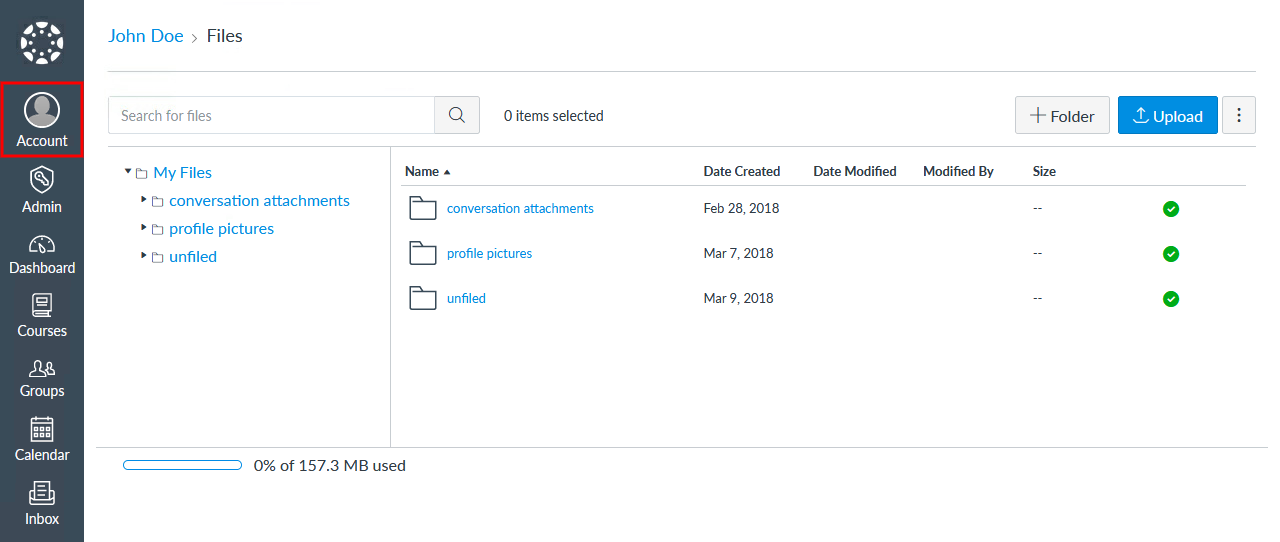 John Doe > Files
Account
Admin
Dashboard
Courses
Groups
Calendar
Inbox
Search for files
0 items selected
Folder
Upload
My Files
conversation attachments
profile pictures
unfiled
Name Date Created Date Modified Modified By Size
conversation attachments Feb 28, 2018 --
profile pictures Mar 7, 2018 --
unfiled Mar 9, 2018 --
0% of 157.3 MB used